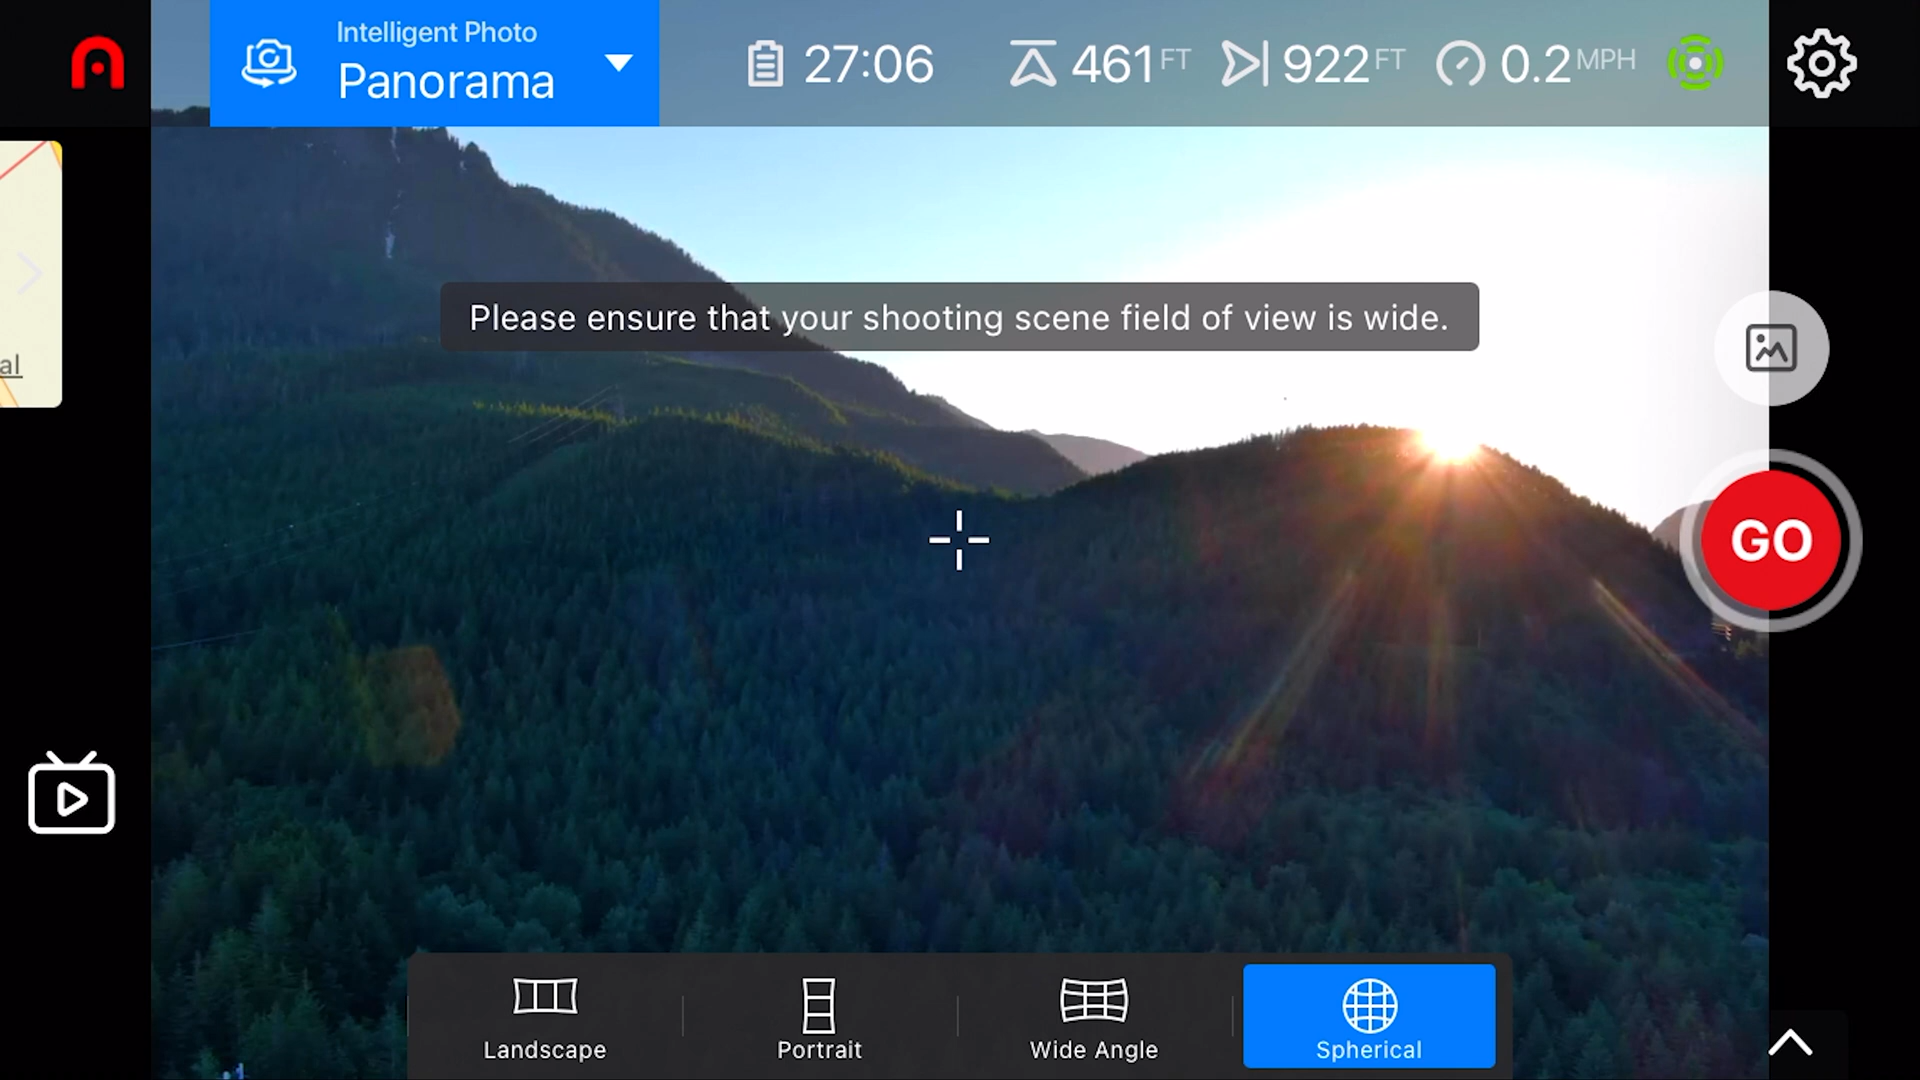 Intelligent Photo
Panorama
27:06
461 FT
922 FT
0.2 MPH
al
Please ensure that your shooting scene field of view is wide.
GO
Landscape
Portrait
Wide Angle
Spherical